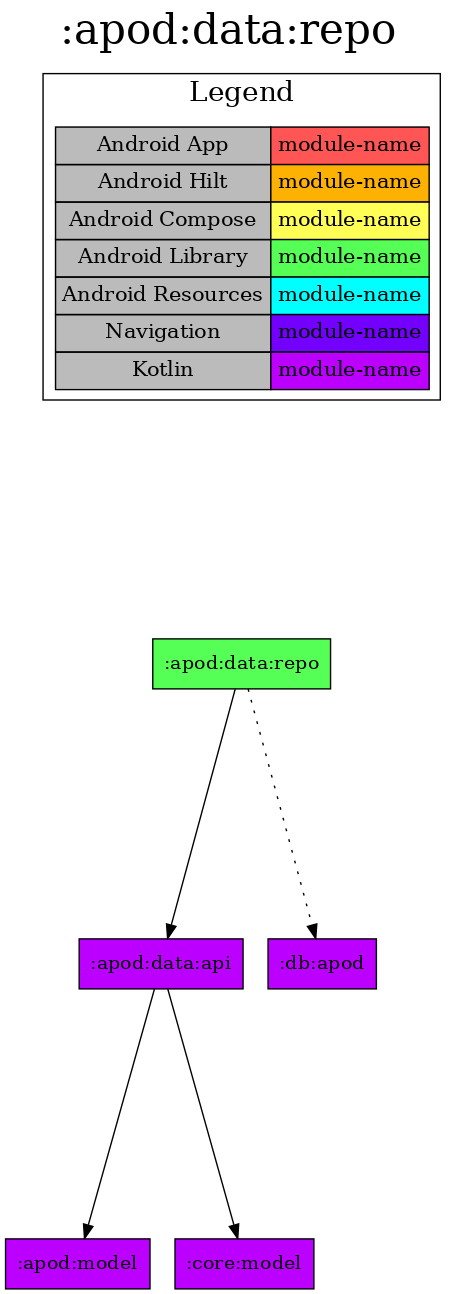 :apod:data:repo
Legend
Android App module-name
Android Hilt module-name
Android Compose module-name
Android Library module-name
Android Resources module-name
Navigation module-name
Kotlin module-name
:apod:data:repo
:apod:data:api :db:apod
:apod:model :core:model